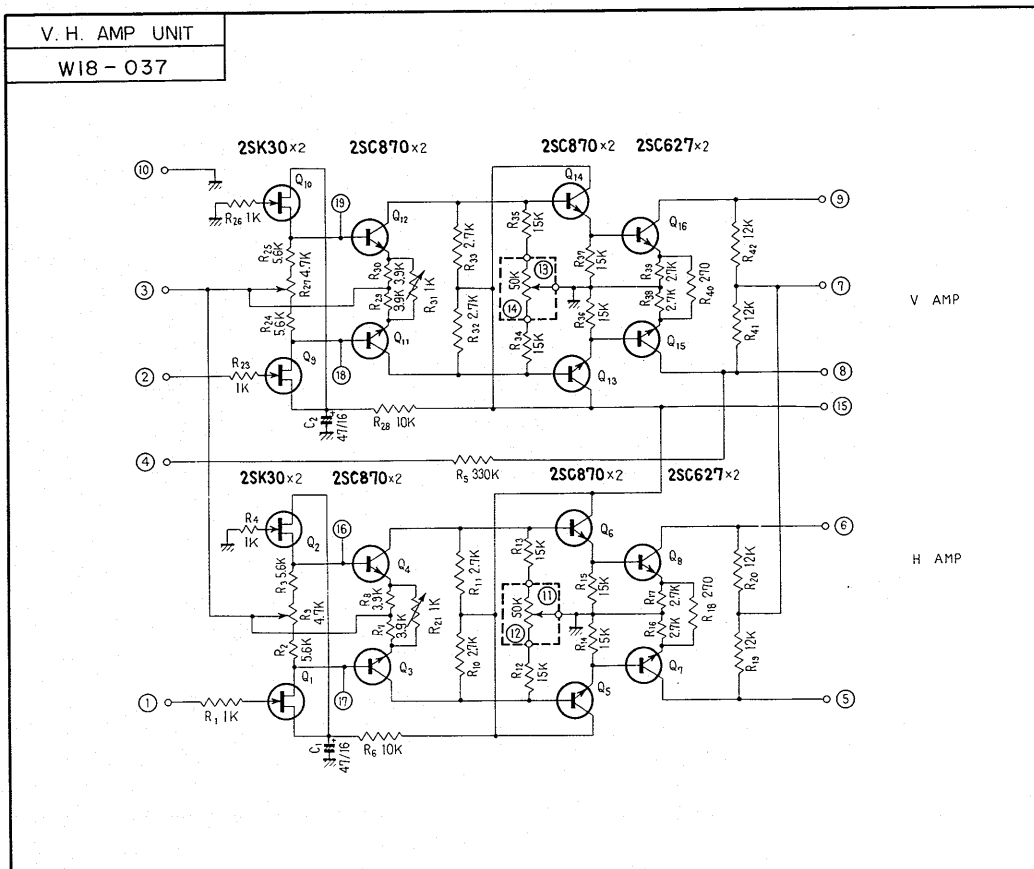 V. H. AMP UNIT
W18-037
2SK30×2
2SC870×2
2SC870×2
2SC627×2
10
Q10
R26 1K
19
Q12
R35
15K
Q14
Q16
9
R25
5.6K
R27 4.7K
R30
3.9K
R33 2.7K
R37
15K
R42
12K
3
R29
3.9K
R31 1K
50K
13
14
R39
2.7K
R38
2.7K
270
R40
7
V AMP
R24
5.6K
R32
2.7K
R36
15K
R41
12K
2
R23
1K
Q9
18
Q11
R34
15K
Q13
Q15
8
C2
47/16
+
R28 10K
15
4
R5 330K
2SK30×2
2SC870×2
2SC870×2
2SC627×2
R4
1K
Q2
16
Q4
R13
15K
Q6
Q8
6
H AMP
R3 5.6K
R9
4.7K
R8
3.9K
R7
3.9K
R21
1K
R11 2.7K
50K
11
12
R15
15K
R17
2.7K
R16
2.7K
R18 270
R20
12K
R2
5.6K
R10 2.7K
R14
15K
R19
12K
1
R1 1K
Q1
17
Q3
R12
15K
Q5
Q7
5
C1
47/16
+
R6 10K